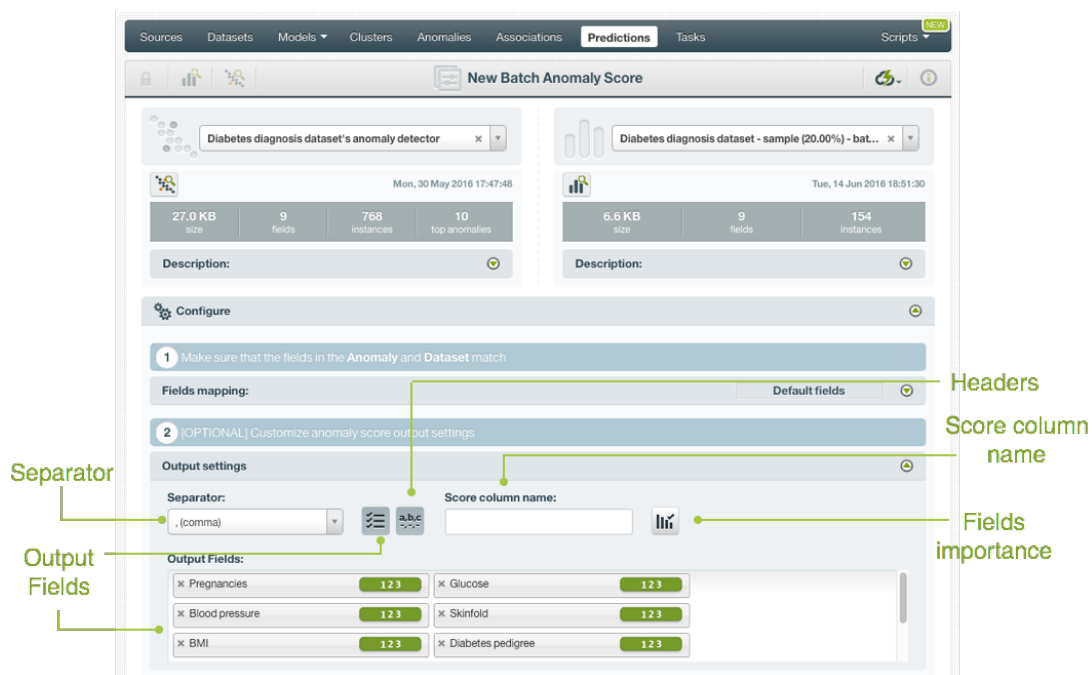 NEW
Sources Datasets Models Clusters Anomalies Associations Predictions Tasks Scripts
New Batch Anomaly Score
Diabetes diagnosis dataset's anomaly detector ×
Diabetes diagnosis dataset - sample (20.00%) - bat... ×
Mon, 30 May 2016 17:47:48
Tue, 14 Jun 2016 18:51:30
27.0 KB 9 768 10
size fields instances top anomalies
6.6 KB 9 154
size fields instances
Description:
Description:
Configure
1 Make sure that the fields in the Anomaly and Dataset match
Fields mapping: Default fields
Headers
2 [OPTIONAL] Customize anomaly score output settings
Score column
name
Output settings
Separator
Separator: Score column name:
, (comma)
a,b,c
Fields
importance
Output
Fields
Output Fields:
× Pregnancies 123 × Glucose 123
× Blood pressure 123 × Skinfold 123
× BMI 123 × Diabetes pedigree 123